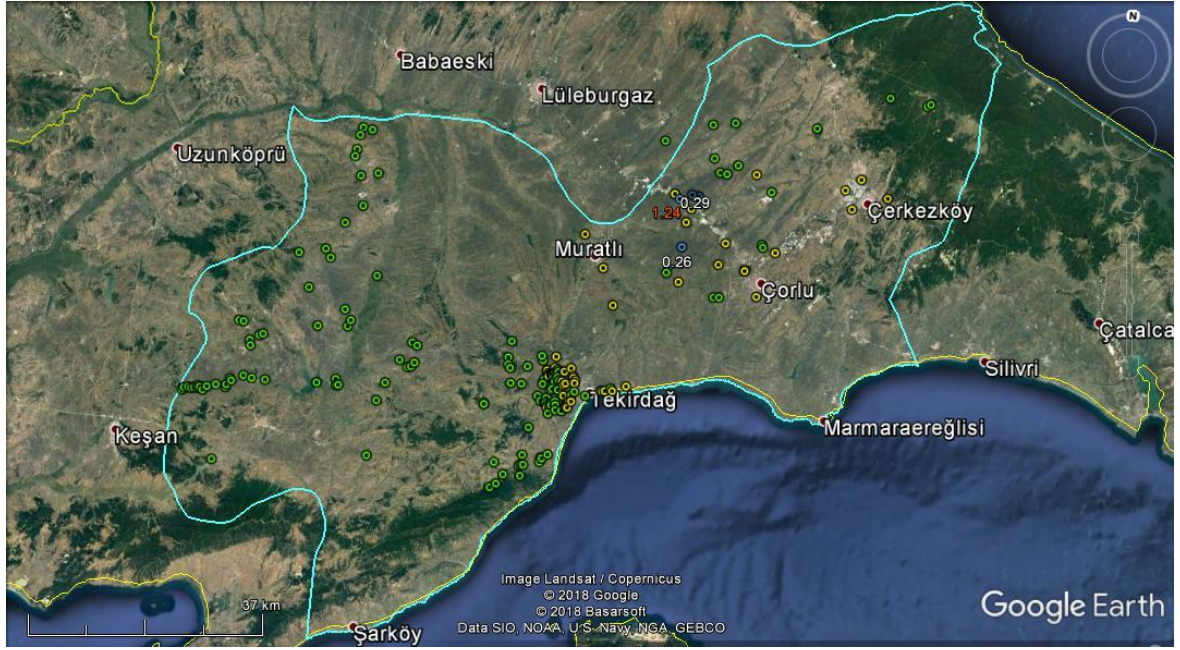 N
Babaeski
Lüleburgaz
Uzunköprü
0.29
1.24
Çerkezköy
Muratlı
0.26
Çorlu
Çatalca
Silivri
Tekirdağ
Marmaraereğlisi
Keşan
Image Landsat / Copernicus
© 2018 Google
© 2018 Basarsoft
Data SIO, NOAA, U.S. Navy, NGA, GEBCO
37 km
Google Earth
Şarköy